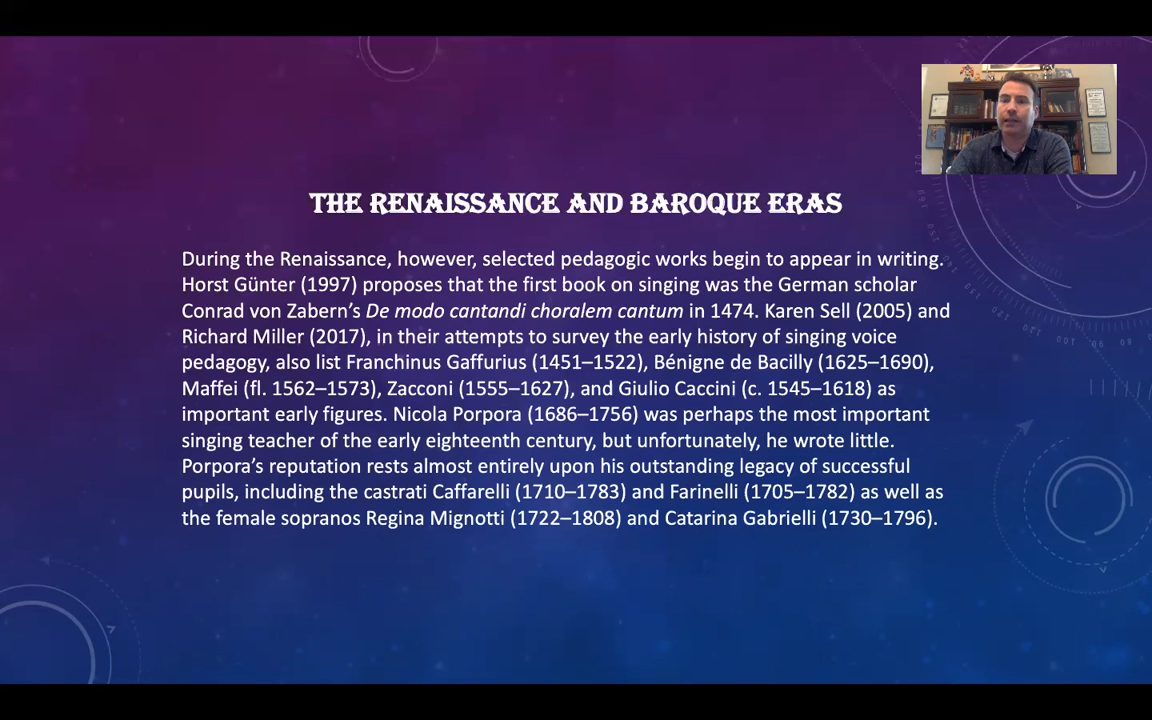 THE RENAISSANCE AND BAROQUE ERAS
During the Renaissance, however, selected pedagogic works begin to appear in writing.
Horst Günter (1997) proposes that the first book on singing was the German scholar
Conrad von Zabern’s De modo cantandi choralem cantum in 1474. Karen Sell (2005) and
Richard Miller (2017), in their attempts to survey the early history of singing voice
pedagogy, also list Franchinus Gaffurius (1451–1522), Bénigne de Bacilly (1625–1690),
Maffei (fl. 1562–1573), Zacconi (1555–1627), and Giulio Caccini (c. 1545–1618) as
important early figures. Nicola Porpora (1686–1756) was perhaps the most important
singing teacher of the early eighteenth century, but unfortunately, he wrote little.
Porpora’s reputation rests almost entirely upon his outstanding legacy of successful
pupils, including the castrati Caffarelli (1710–1783) and Farinelli (1705–1782) as well as
the female sopranos Regina Mignotti (1722–1808) and Catarina Gabrielli (1730–1796).